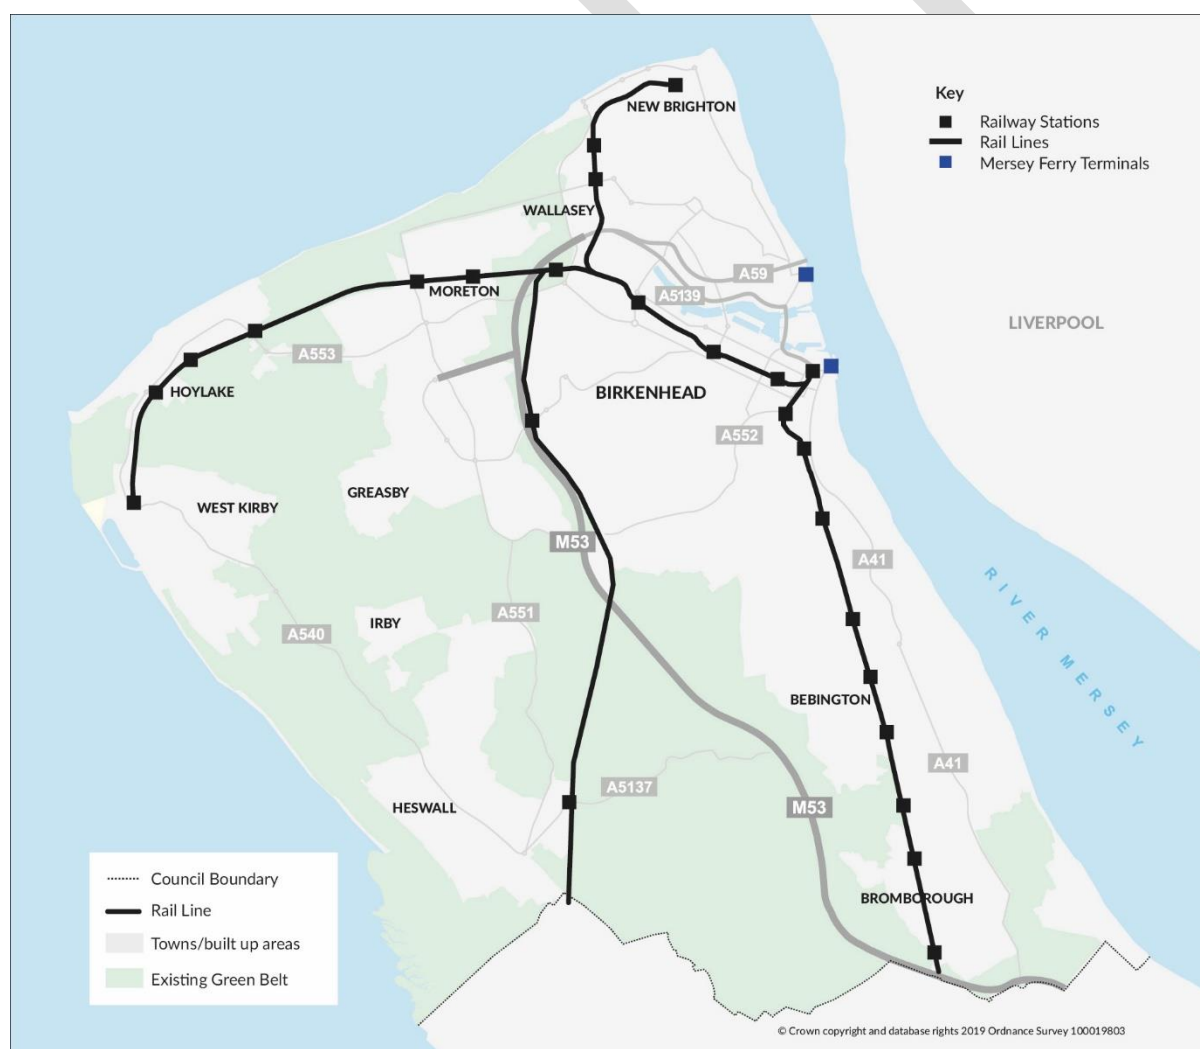 NEW BRIGHTON
Key
Railway Stations
Rail Lines
Mersey Ferry Terminals
WALLASEY
A59
MORETON
A5139
LIVERPOOL
A553
HOYLAKE
BIRKENHEAD
A552
GREASBY
WEST KIRBY
M53
A41
RIVER MERSEY
A551
IRBY
A540
BEBINGTON
A41
A5137
HESWALL
M53
Council Boundary
Rail Line
Towns/built up areas
Existing Green Belt
BROMBOROUGH
© Crown copyright and database rights 2019 Ordnance Survey 100019803